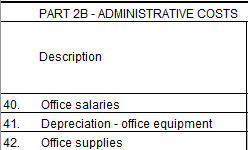 PART 2B - ADMINISTRATIVE COSTS
Description
40. Office salaries
41. Depreciation - office equipment
42. Office supplies